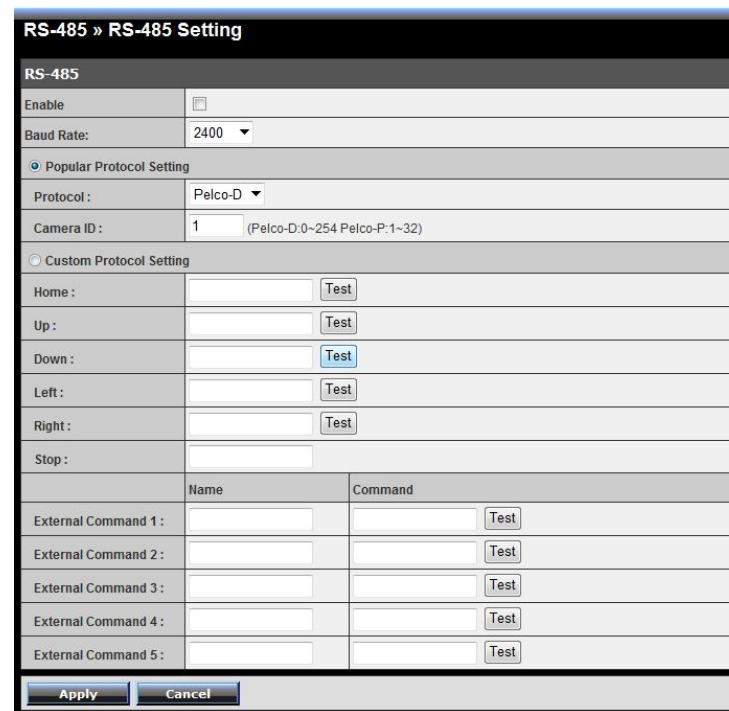 RS-485 » RS-485 Setting
RS-485
Enable
Baud Rate: 2400
Popular Protocol Setting
Protocol : Pelco-D
Camera ID : 1 (Pelco-D:0~254 Pelco-P:1~32)
Custom Protocol Setting
Home : Test
Up : Test
Down : Test
Left : Test
Right : Test
Stop :
Name Command
External Command 1 : Test
External Command 2 : Test
External Command 3 : Test
External Command 4 : Test
External Command 5 : Test
Apply Cancel